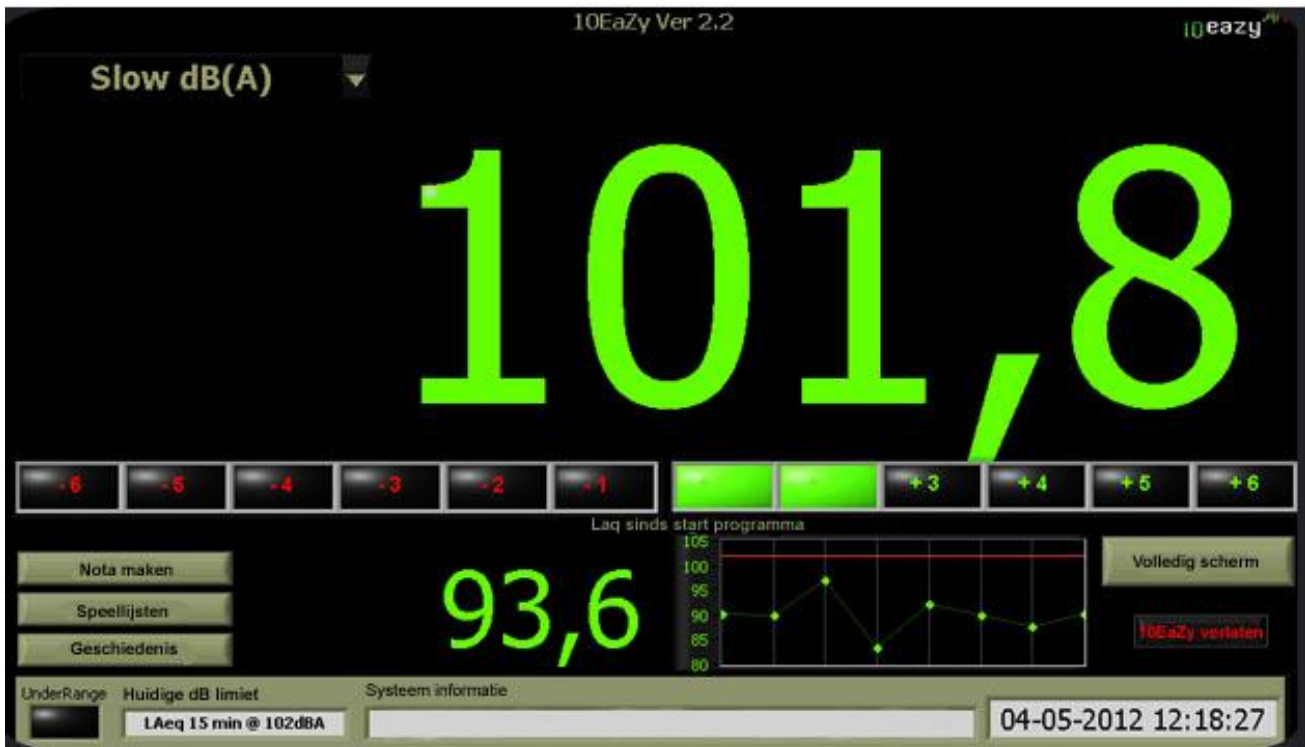 10EaZy Ver 2.2
10eazy
Slow dB(A)
101,8
- 6 - 5 - 4 - 3 - 2 - 1 + 3 + 4 + 5 + 6
Laq sinds start programma
Nota maken
Speellijsten
Geschiedenis
93,6
105
100
95
90
85
80
Volledig scherm
10EaZy verlaten
UnderRange
Huidige dB limiet
LAeq 15 min @ 102dBA
Systeem informatie
04-05-2012 12:18:27